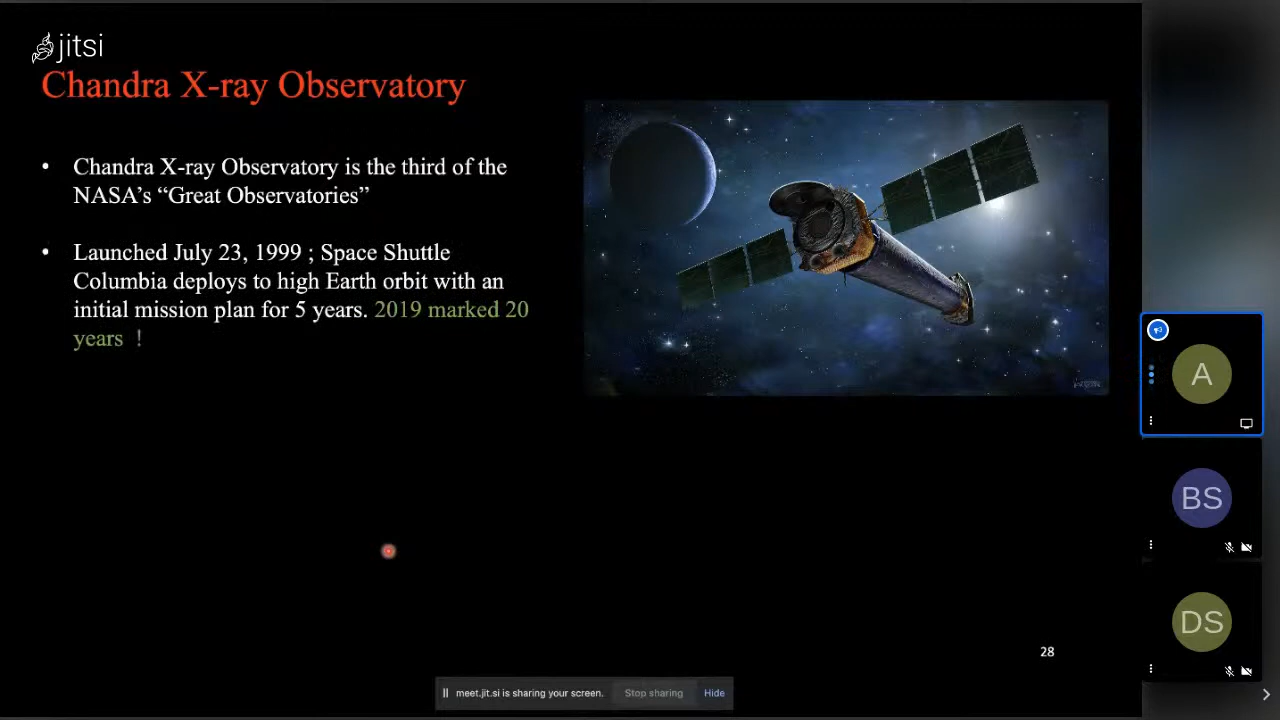 jitsi
Chandra X-ray Observatory
• Chandra X-ray Observatory is the third of the
NASA’s “Great Observatories”
• Launched July 23, 1999 ; Space Shuttle
Columbia deploys to high Earth orbit with an
initial mission plan for 5 years. 2019 marked 20
years !
A
BS
DS
28
meet.jit.si is sharing your screen. Stop sharing Hide